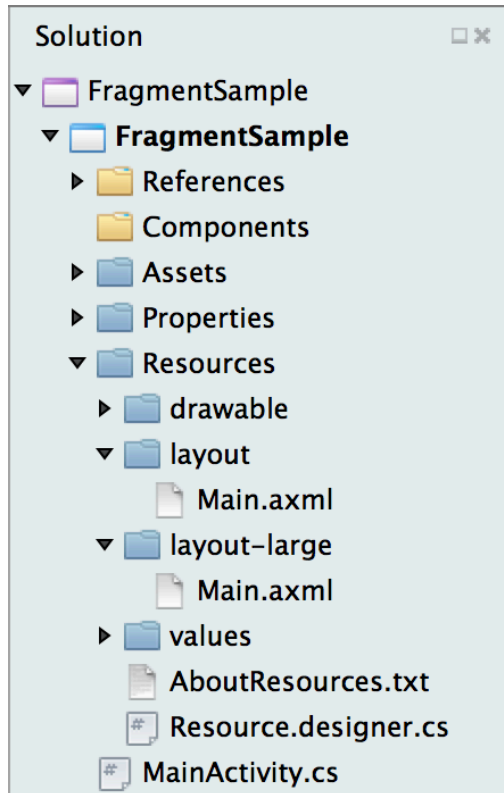 Solution
FragmentSample
FragmentSample
References
Components
Assets
Properties
Resources
drawable
layout
Main.axml
layout-large
Main.axml
values
AboutResources.txt
Resource.designer.cs
MainActivity.cs